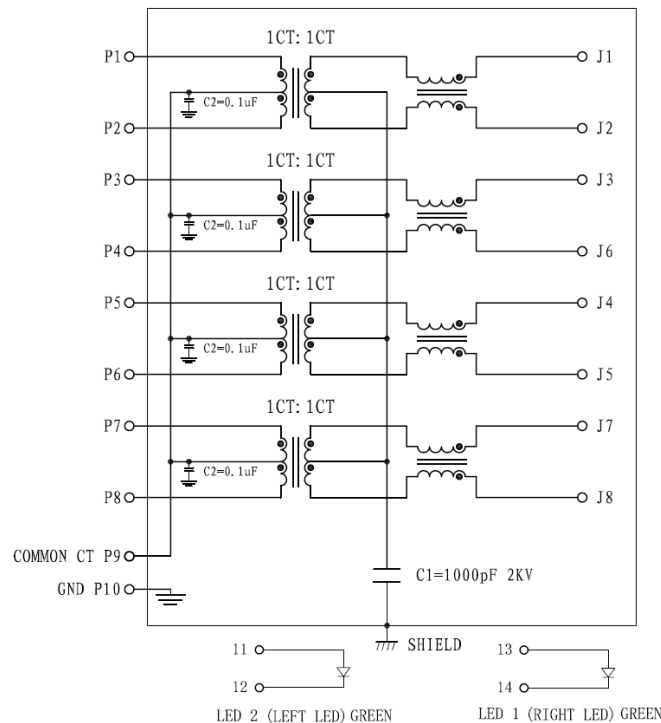 1CT: 1CT
P1 J1
C2=0.1uF
P2 J2
1CT: 1CT
P3 J3
C2=0.1uF
P4 J6
1CT: 1CT
P5 J4
C2=0.1uF
P6 J5
1CT: 1CT
P7 J7
C2=0.1uF
P8 J8
COMMON CT P9
C1=1000pF 2KV
GND P10
SHIELD
11 13
12 14
LED 2 (LEFT LED) GREEN LED 1 (RIGHT LED) GREEN